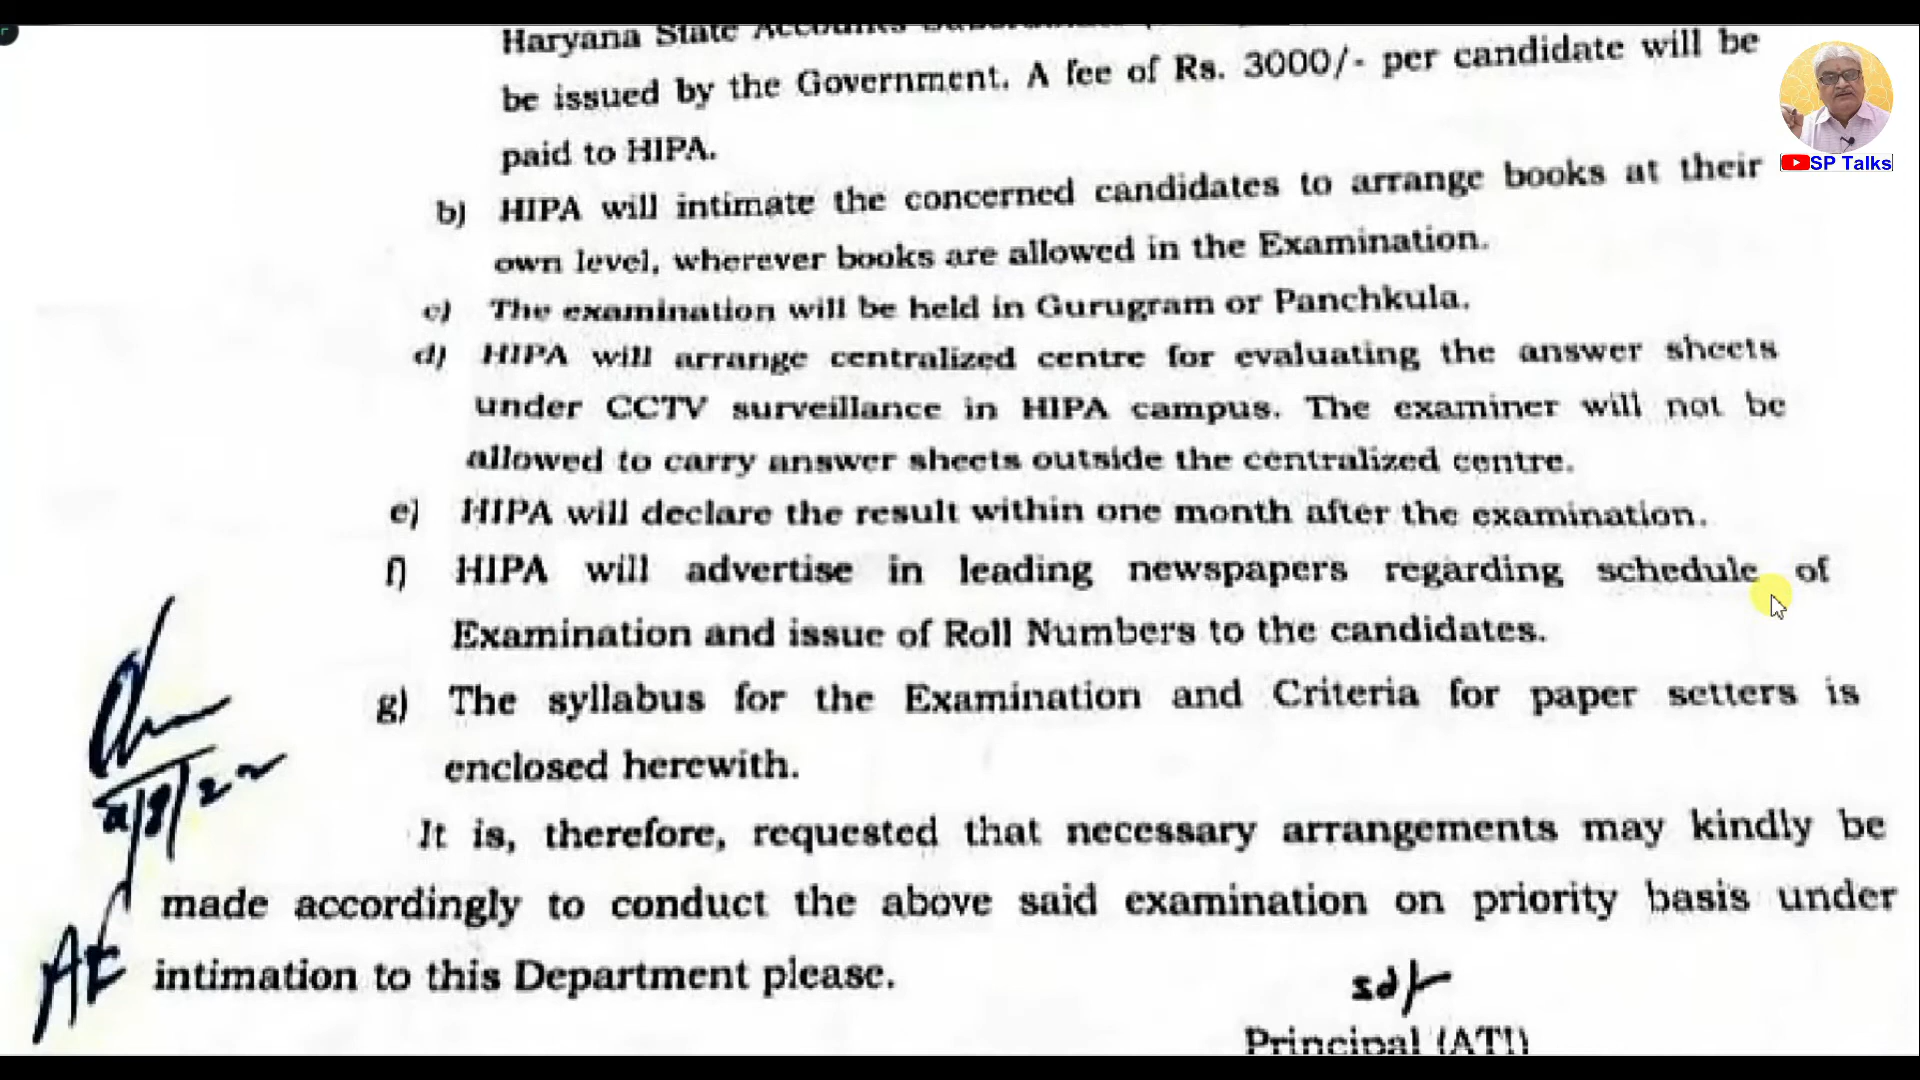 Haryana State Accounts
be issued by the Government. A fee of Rs. 3000/- per candidate will be
paid to HIPA.
SP Talks
b) HIPA will intimate the concerned candidates to arrange books at their
own level, wherever books are allowed in the Examination.
c) The examination will be held in Gurugram or Panchkula.
d) HIPA will arrange centralized centre for evaluating the answer sheets
under CCTV surveillance in HIPA campus. The examiner will not be
allowed to carry answer sheets outside the centralized centre.
e) HIPA will declare the result within one month after the examination.
f) HIPA will advertise in leading newspapers regarding schedule of
Examination and issue of Roll Numbers to the candidates.
g) The syllabus for the Examination and Criteria for paper setters is
enclosed herewith.
It is, therefore, requested that necessary arrangements may kindly be
made accordingly to conduct the above said examination on priority basis under
intimation to this Department please.
sd/-
Principal (ATI)